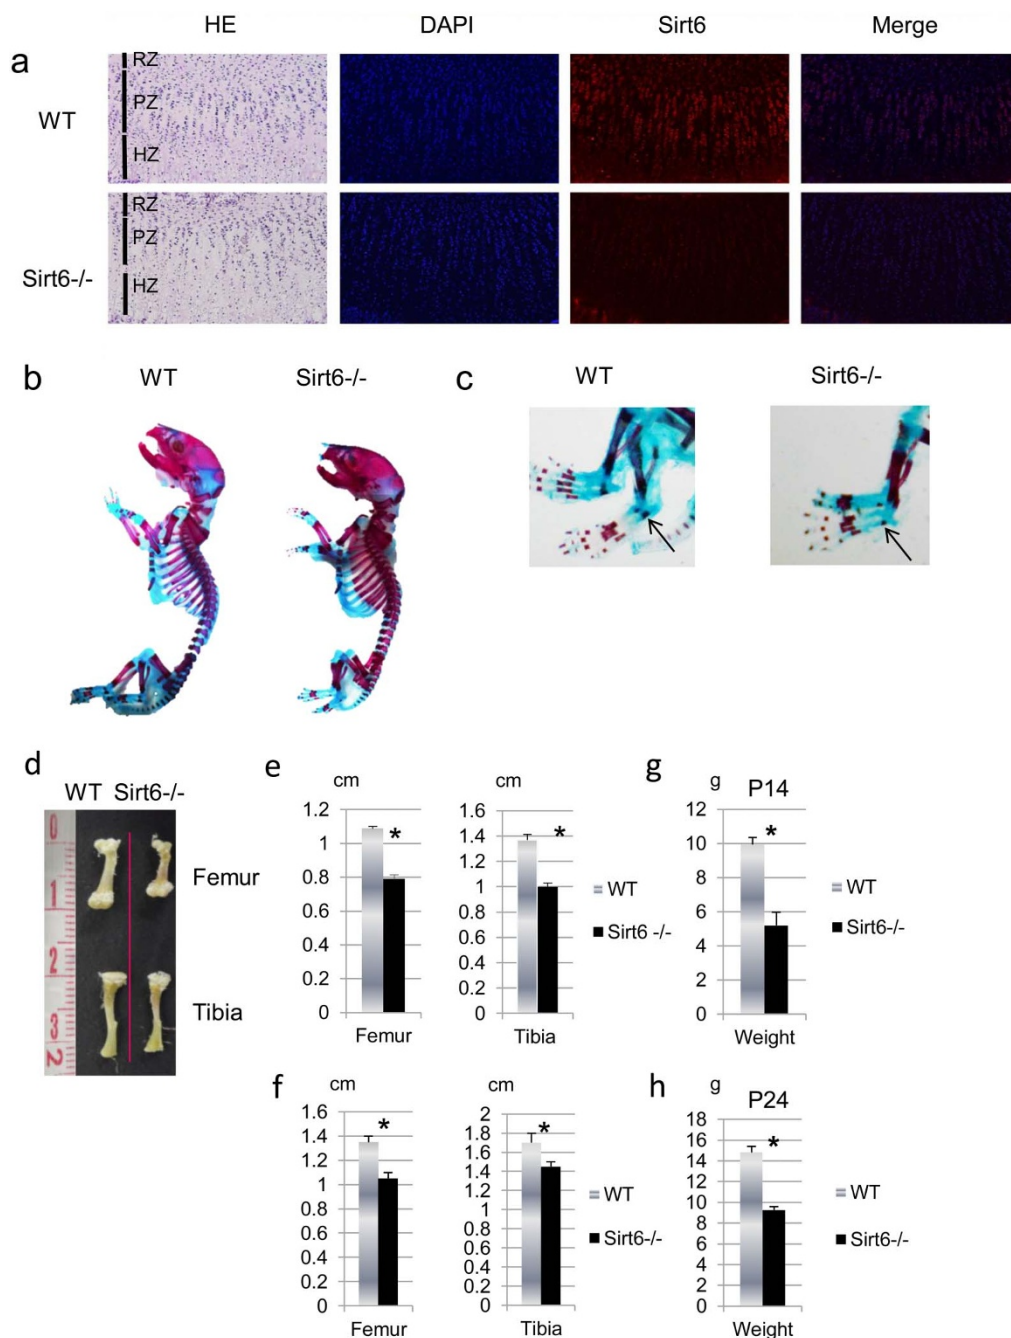 HE DAPI Sirt6 Merge
a
WT
RZ
PZ
HZ
Sirt6-/-
RZ
PZ
HZ
b
WT Sirt6-/-
c
WT Sirt6-/-
d
WT Sirt6-/-
0
1
2
3
2
Femur
Tibia
e
cm
1.2
1
0.8
0.6
0.4
0.2
0
*
Femur
cm
1.6
1.4
1.2
1
0.8
0.6
0.4
0.2
0
*
Tibia
WT
Sirt6 -/-
g
g P14
12
10
8
6
4
2
0
*
Weight
WT
Sirt6-/-
f
cm
1.6
1.4
1.2
1
0.8
0.6
0.4
0.2
0
*
Femur
cm
2
1.8
1.6
1.4
1.2
1
0.8
0.6
0.4
0.2
0
*
Tibia
WT
Sirt6-/-
h
g P24
18
16
14
12
10
8
6
4
2
0
*
Weight
WT
Sirt6-/-